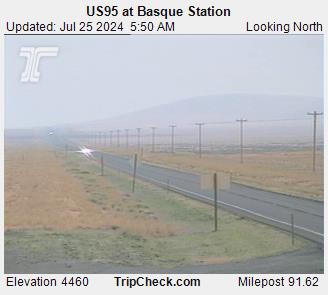 US95 at Basque Station
Updated: Jul 25 2024 5:50 AM Looking North
Elevation 4460 TripCheck.com Milepost 91.62